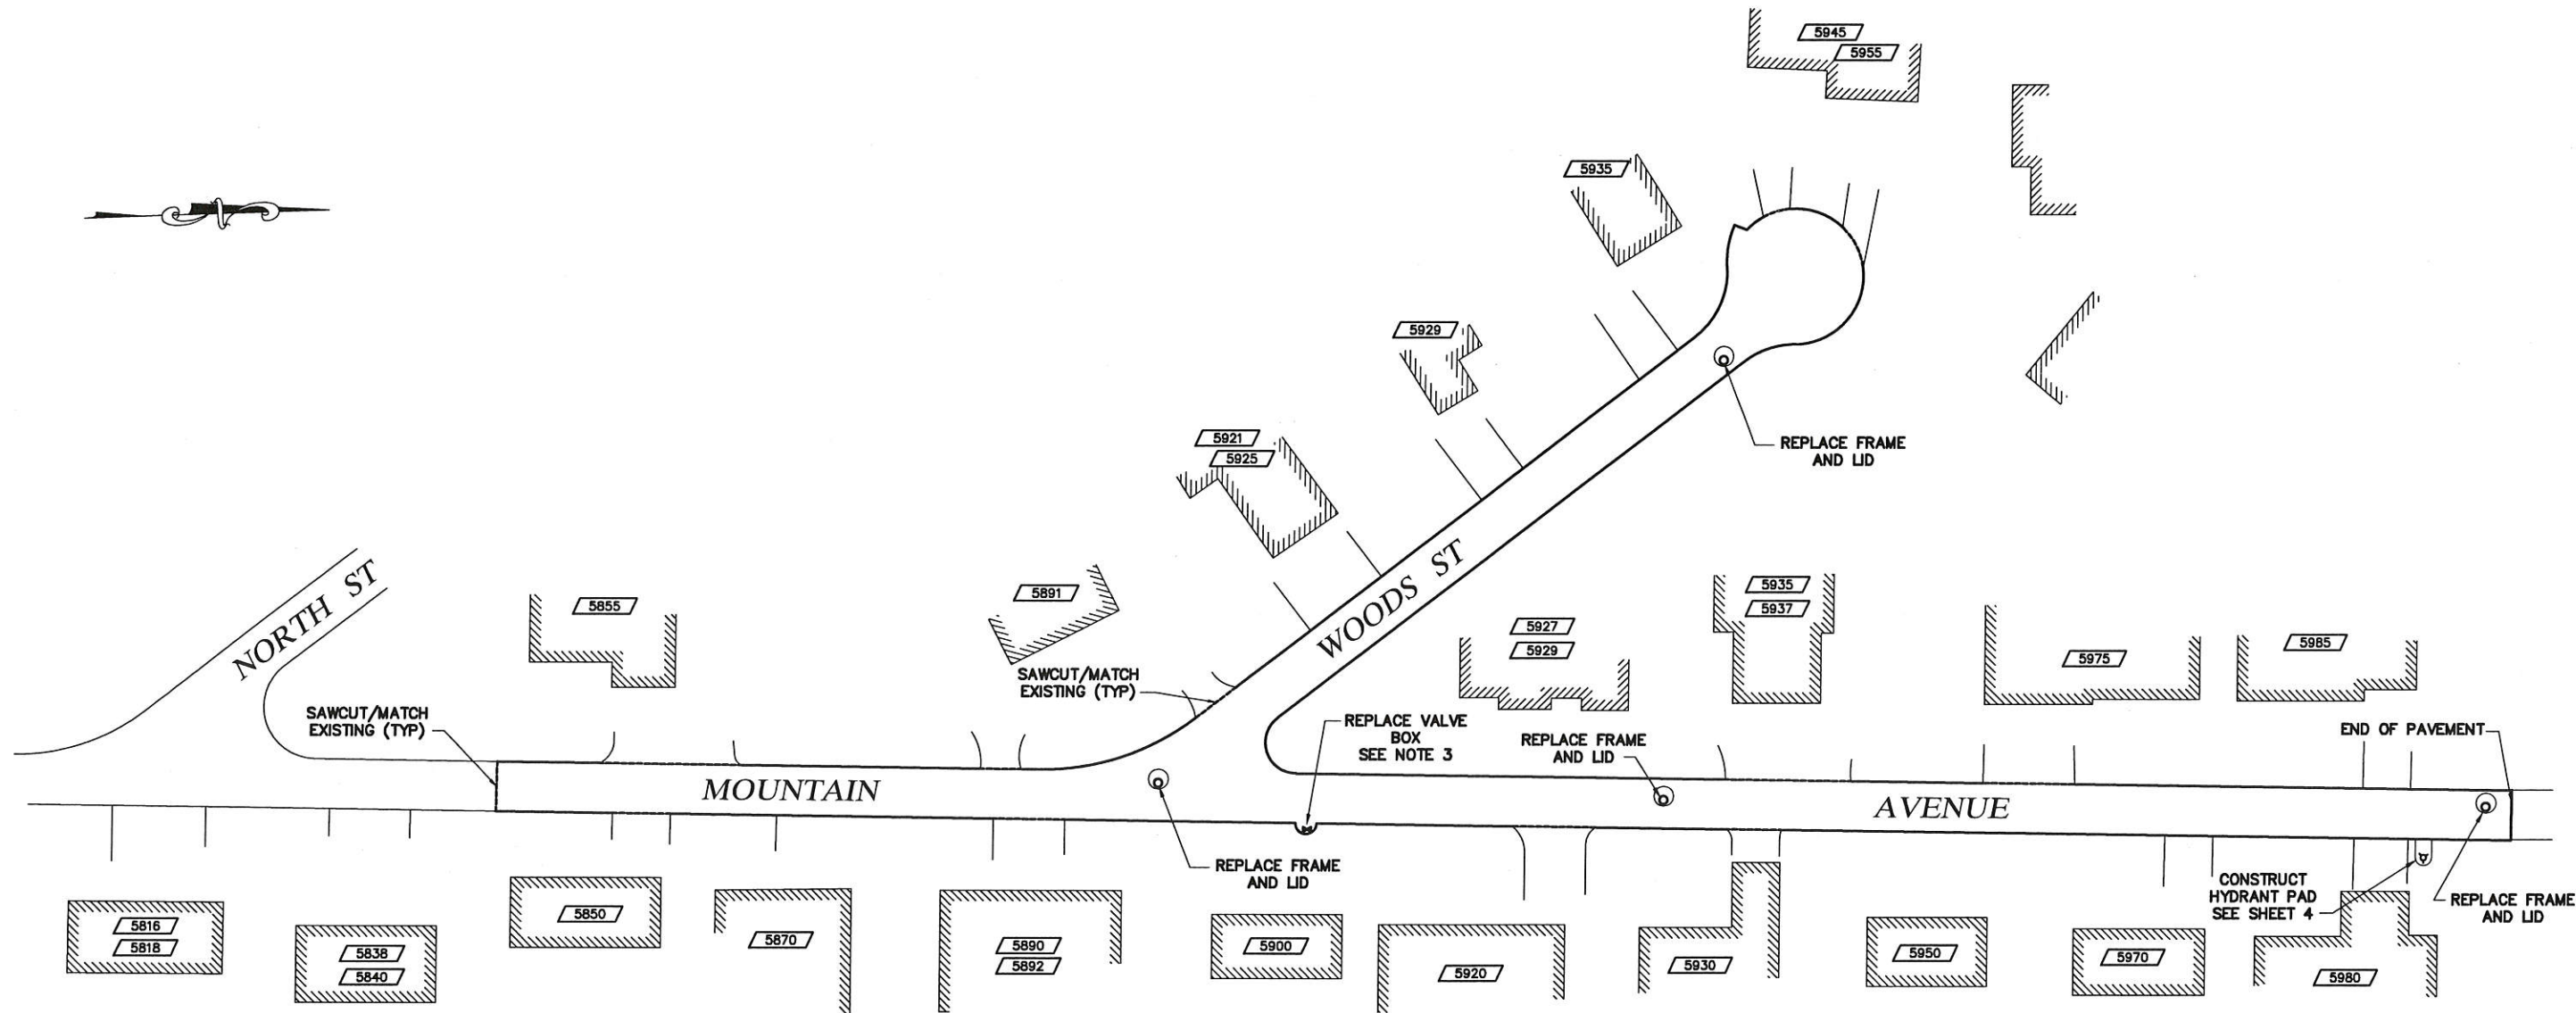 5945
5955
5935
5929
REPLACE FRAME
AND LID
5921
5925
NORTH ST
5855
5891
WOODS ST
5935
5937
5927
5929
5975
5985
SAWCUT/MATCH
EXISTING (TYP)
SAWCUT/MATCH
EXISTING (TYP)
REPLACE VALVE
BOX
SEE NOTE 3
REPLACE FRAME
AND LID
END OF PAVEMENT
MOUNTAIN
AVENUE
REPLACE FRAME
AND LID
CONSTRUCT
HYDRANT PAD
SEE SHEET 4
REPLACE FRAME
AND LID
5816
5818
5838
5840
5850
5870
5890
5892
5900
5920
5930
5950
5970
5980